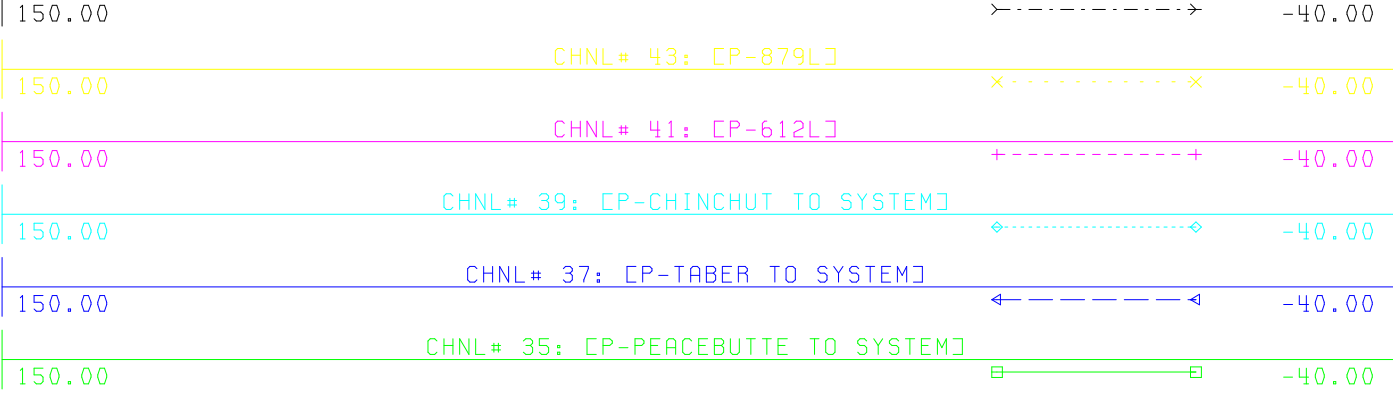 150.00 -40.00
CHNL# 43: [P-879L]
150.00 -40.00
CHNL# 41: [P-612L]
150.00 -40.00
CHNL# 39: [P-CHINCHUT TO SYSTEM]
150.00 -40.00
CHNL# 37: [P-TABER TO SYSTEM]
150.00 -40.00
CHNL# 35: [P-PEACEBUTTE TO SYSTEM]
150.00 -40.00